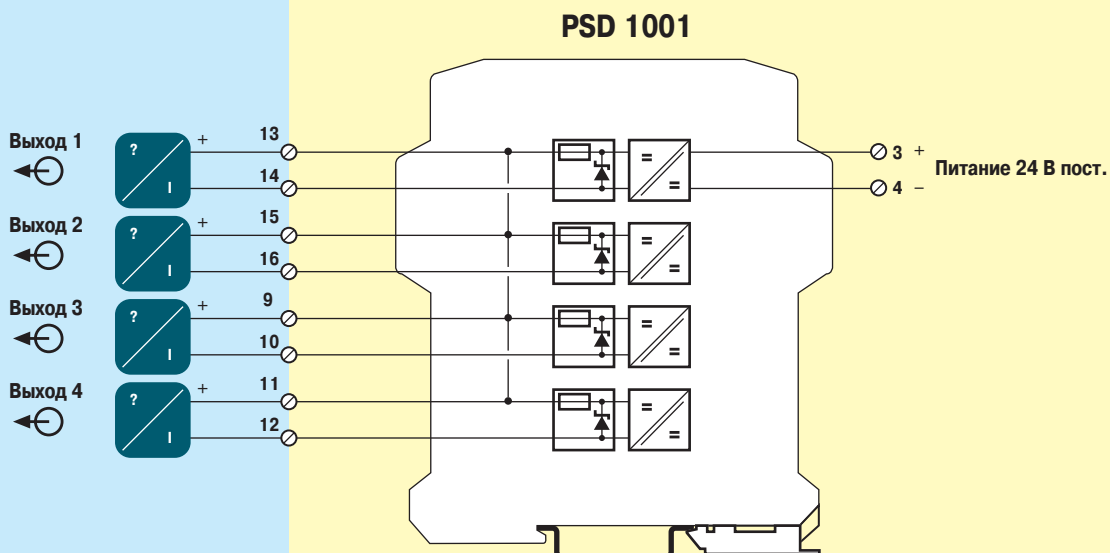 PSD 1001
Выход 1
? I
+ 13
14
3 +
4 –
Питание 24 В пост.
Выход 2
? I
+ 15
16
Выход 3
? I
+ 9
10
Выход 4
? I
+ 11
12